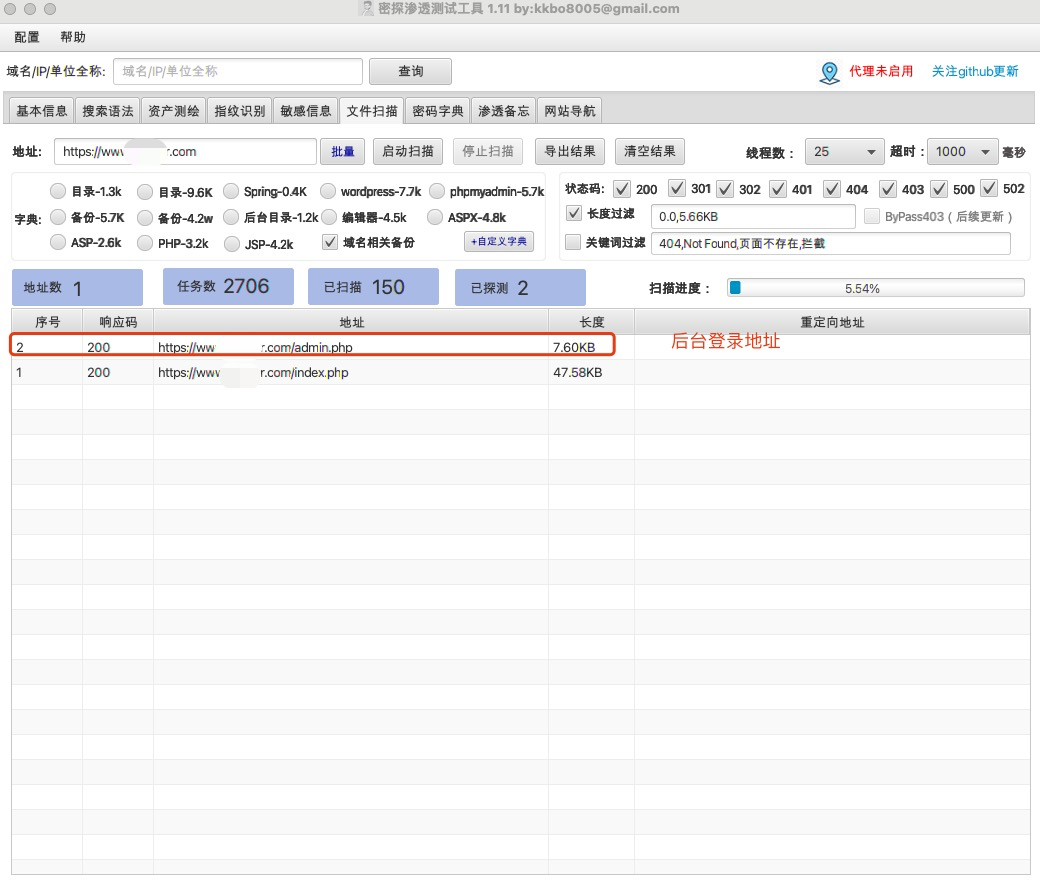 密探渗透测试工具 1.11 by:kkbo8005@gmail.com
配置 帮助
域名/IP/单位全称: 域名/IP/单位全称 查询 代理未启用 关注github更新
基本信息 搜索语法 资产测绘 指纹识别 敏感信息 文件扫描 密码字典 渗透备忘 网站导航
地址: https://www r.com 批量 启动扫描 停止扫描 导出结果 清空结果 线程数： 25 超时： 1000 毫秒
目录-1.3k 目录-9.6K Spring-0.4K wordpress-7.7k phpmyadmin-5.7k 状态码: 200 301 302 401 404 403 500 502
字典: 备份-5.7K 备份-4.2w 后台目录-1.2k 编辑器-4.5k ASPX-4.8k 长度过滤 0.0,5.66KB ByPass403（后续更新）
ASP-2.6k PHP-3.2k JSP-4.2k 域名相关备份 +自定义字典 关键词过滤 404,Not Found,页面不存在,拦截
地址数 1 任务数 2706 已扫描 150 已探测 2 扫描进度： 5.54%
序号 响应码 地址 长度 重定向地址
2 200 https://ww r.com/admin.php 7.60KB 后台登录地址
1 200 https://www r.com/index.php 47.58KB